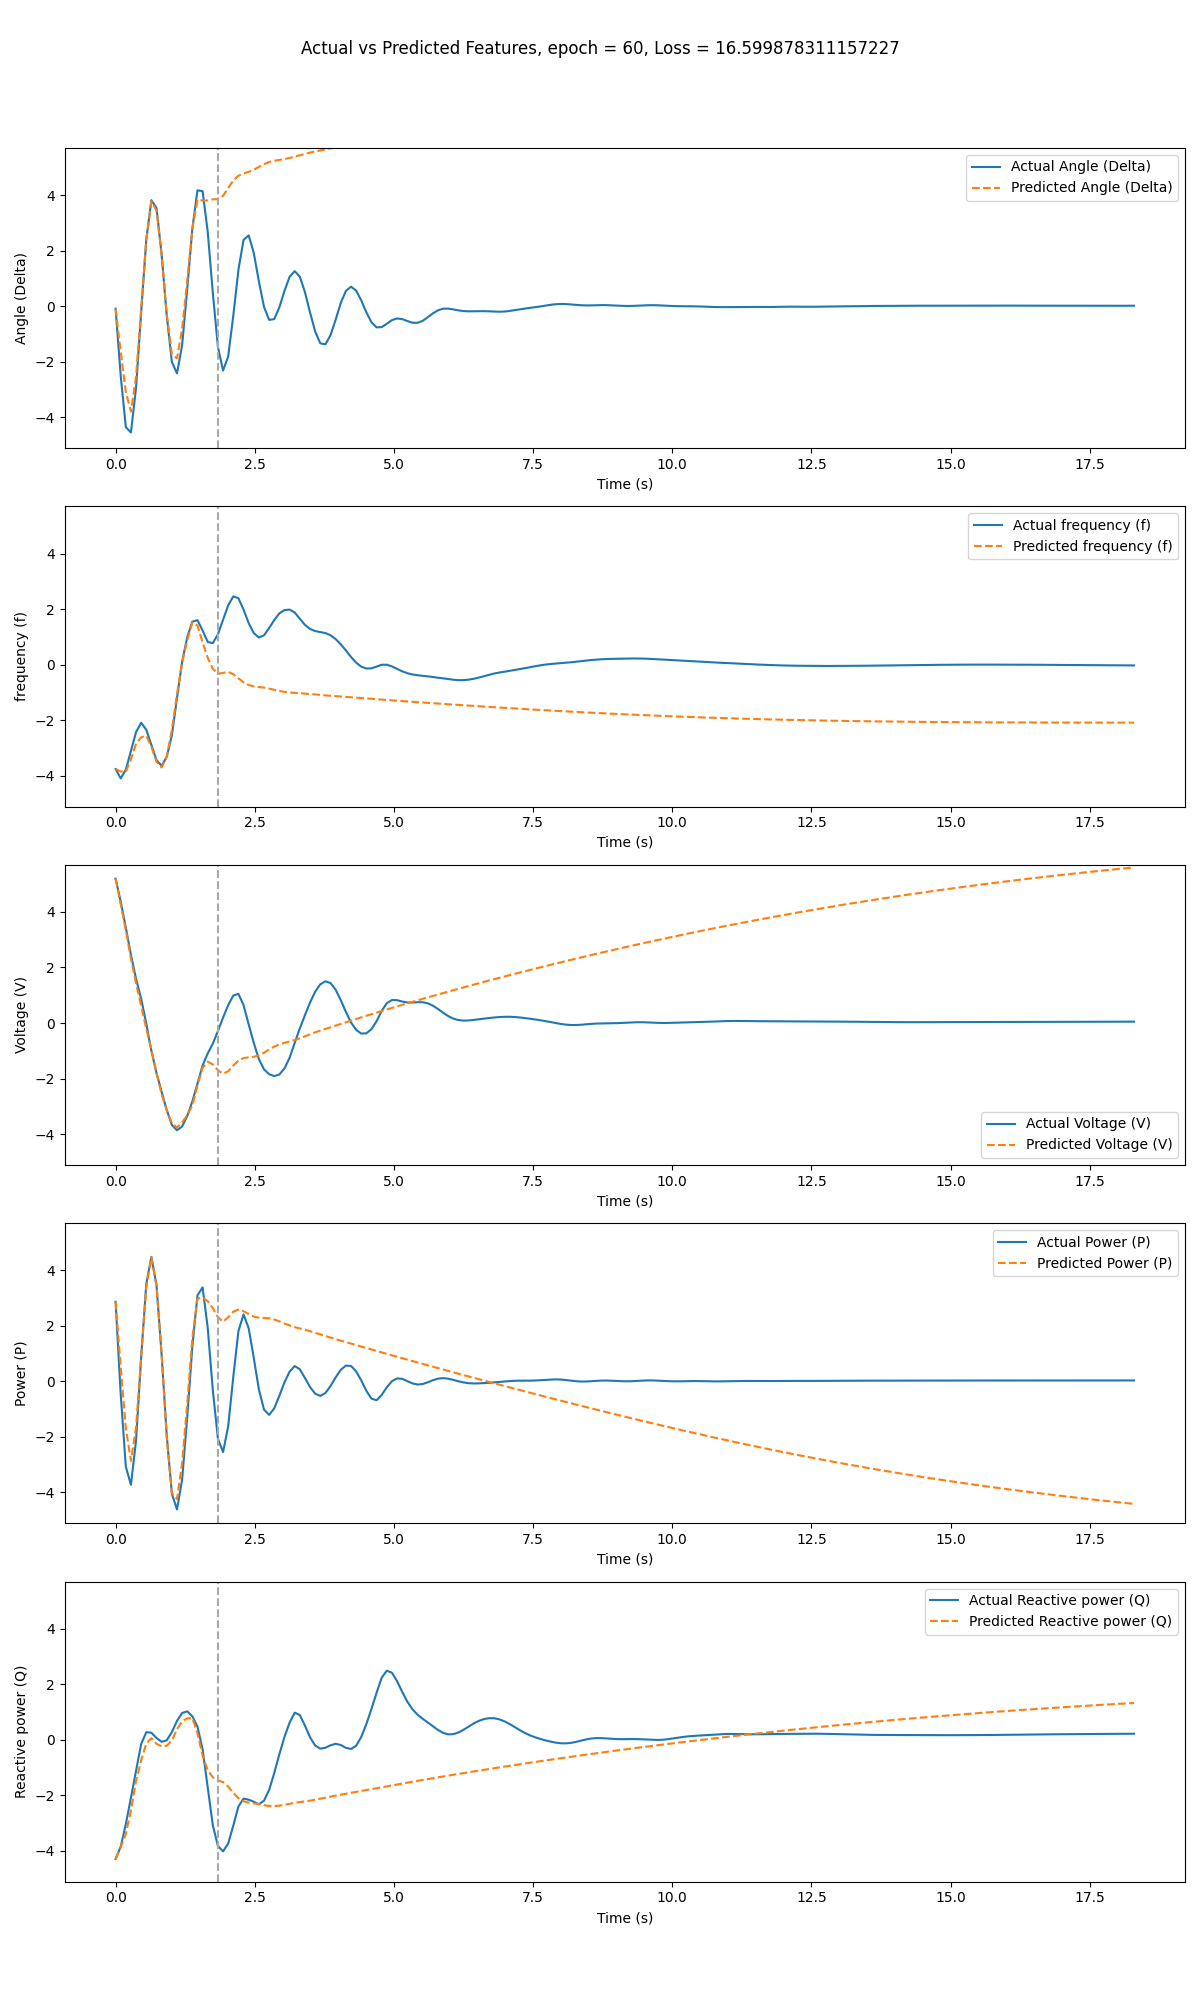 Actual vs Predicted Features, epoch = 60, Loss = 16.599878311157227
Actual Angle (Delta)
Predicted Angle (Delta)
Angle (Delta)
4
2
0
−2
−4
0.0 2.5 5.0 7.5 10.0 12.5 15.0 17.5
Time (s)
Actual frequency (f)
Predicted frequency (f)
frequency (f)
4
2
0
−2
−4
0.0 2.5 5.0 7.5 10.0 12.5 15.0 17.5
Time (s)
Voltage (V)
4
2
0
−2
−4
Actual Voltage (V)
Predicted Voltage (V)
0.0 2.5 5.0 7.5 10.0 12.5 15.0 17.5
Time (s)
Actual Power (P)
Predicted Power (P)
Power (P)
4
2
0
−2
−4
0.0 2.5 5.0 7.5 10.0 12.5 15.0 17.5
Time (s)
Actual Reactive power (Q)
Predicted Reactive power (Q)
Reactive power (Q)
4
2
0
−2
−4
0.0 2.5 5.0 7.5 10.0 12.5 15.0 17.5
Time (s)